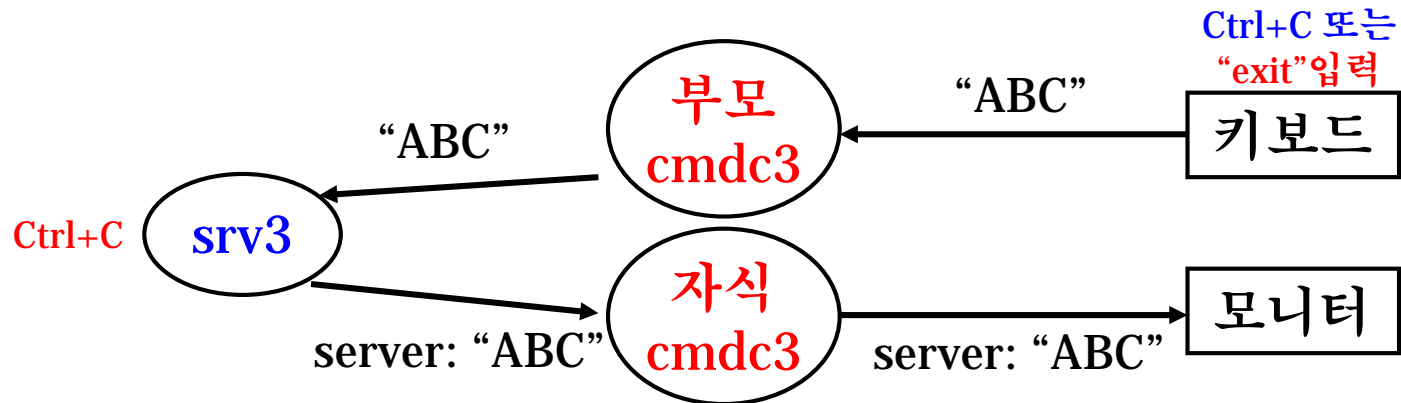 Ctrl+C 또는
“exit”입력
키보드
“ABC”
부모
cmdc3
“ABC”
Ctrl+C
srv3
server: “ABC”
자식
cmdc3
server: “ABC”
모니터